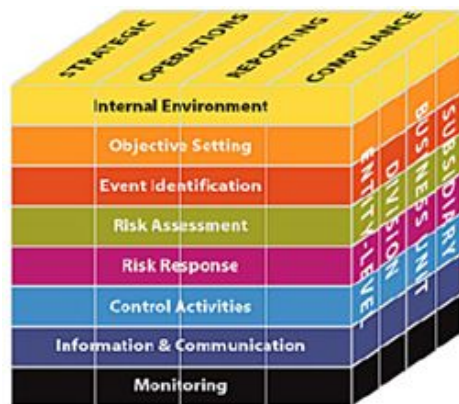 STRATEGIC
OPERATIONS
REPORTING
COMPLIANCE
Internal Environment
Objective Setting
Event Identification
Risk Assessment
Risk Response
Control Activities
Information & Communication
Monitoring
ENTITY-LEVEL
DIVISION
BUSINESS UNIT
SUBSIDIARY